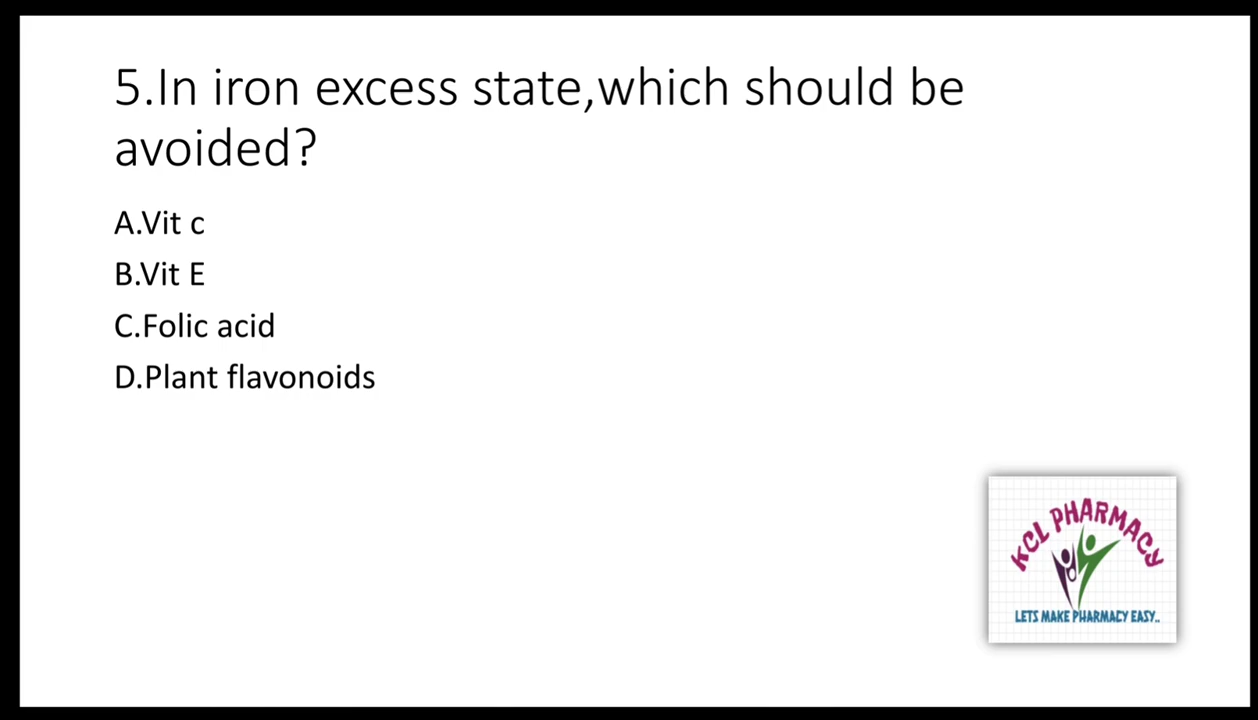 5.In iron excess state,which should be
avoided?
A.Vit c
B.Vit E
C.Folic acid
D.Plant flavonoids
KCL PHARMACY
LETS MAKE PHARMACY EASY..